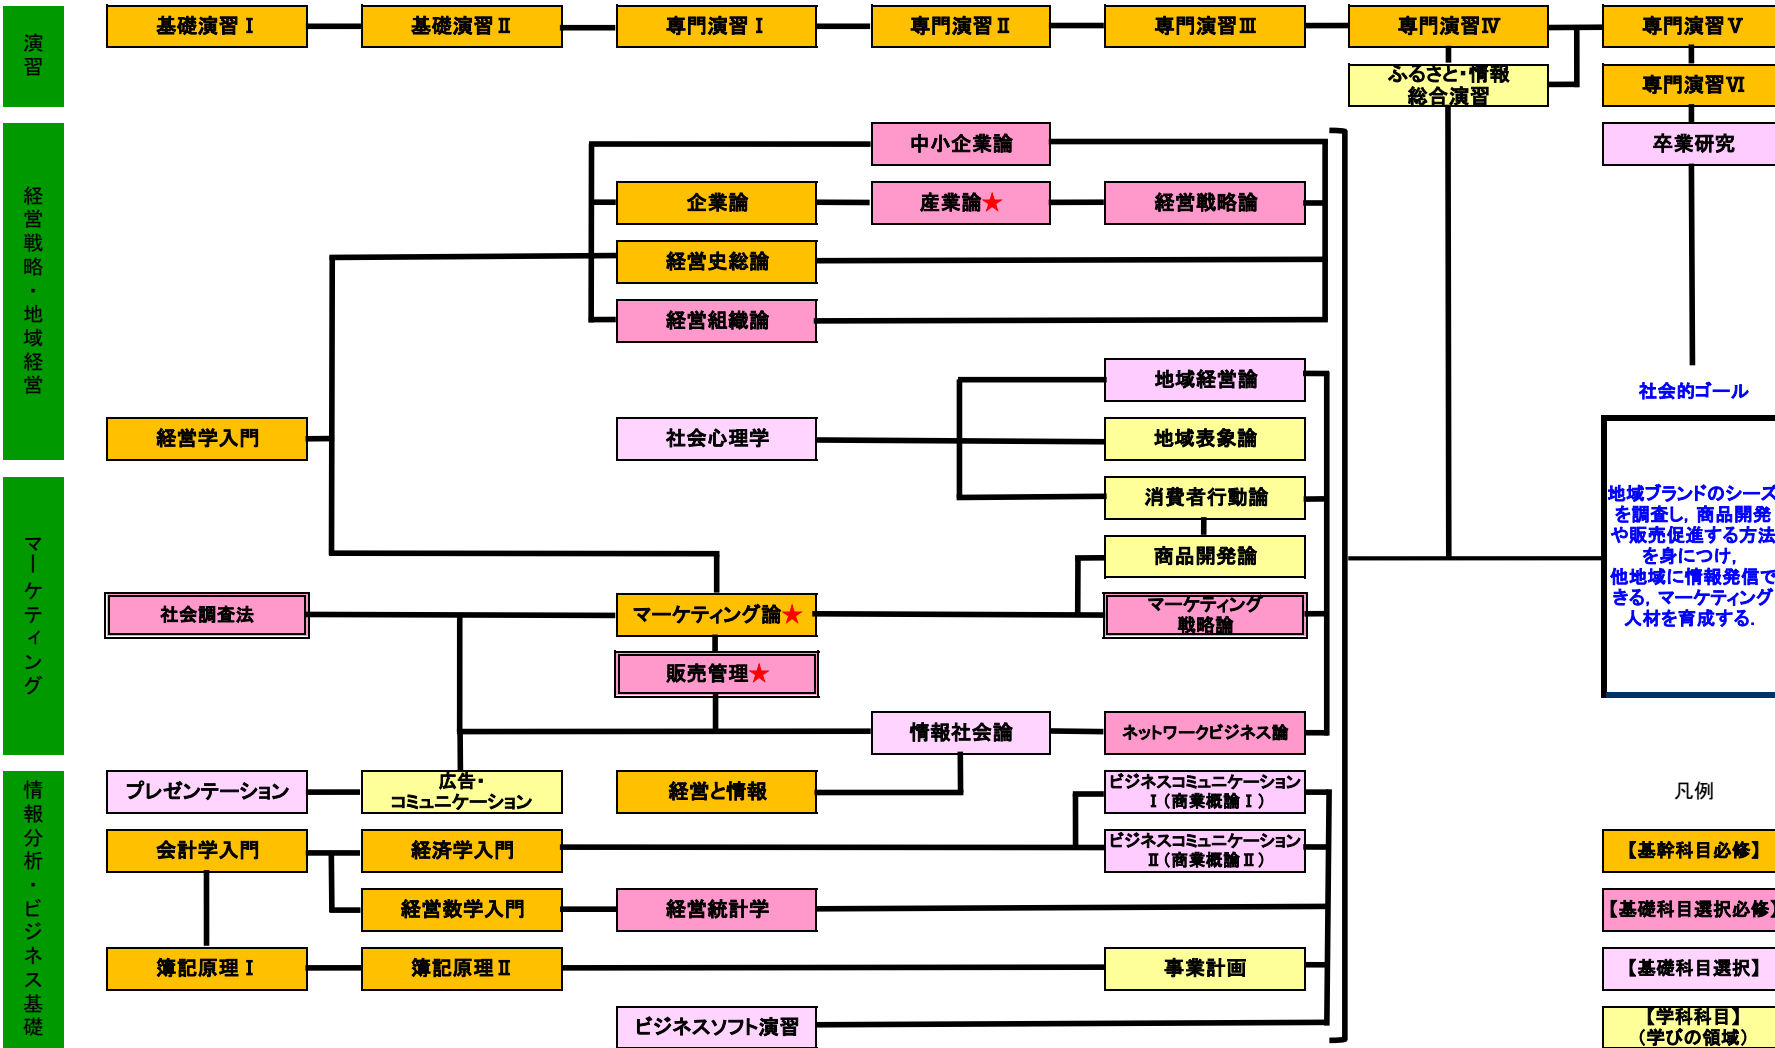 演習
基礎演習Ⅰ
基礎演習Ⅱ
専門演習Ⅰ
専門演習Ⅱ
専門演習Ⅲ
専門演習Ⅳ
専門演習Ⅴ
ふるさと・情報
総合演習
専門演習Ⅵ
経営戦略・地域経営
中小企業論
卒業研究
企業論
産業論★
経営戦略論
経営史総論
経営組織論
地域経営論
社会的ゴール
経営学入門
社会心理学
地域表象論
マーケティング
消費者行動論
地域ブランドのシーズ
を調査し，商品開発
や販売促進する方法
を身につけ，
他地域に情報発信で
きる，マーケティング
人材を育成する．
商品開発論
社会調査法
マーケティング論★
マーケティング
戦略論
販売管理★
情報社会論
ネットワークビジネス論
情報分析・ビジネス基礎
プレゼンテーション
広告・
コミュニケーション
経営と情報
ビジネスコミュニケーション
Ⅰ（商業概論Ⅰ）
凡例
会計学入門
経済学入門
ビジネスコミュニケーション
Ⅱ（商業概論Ⅱ）
【基幹科目必修】
経営数学入門
経営統計学
【基礎科目選択必修】
簿記原理Ⅰ
簿記原理Ⅱ
事業計画
【基礎科目選択】
ビジネスソフト演習
【学科科目】
（学びの領域）